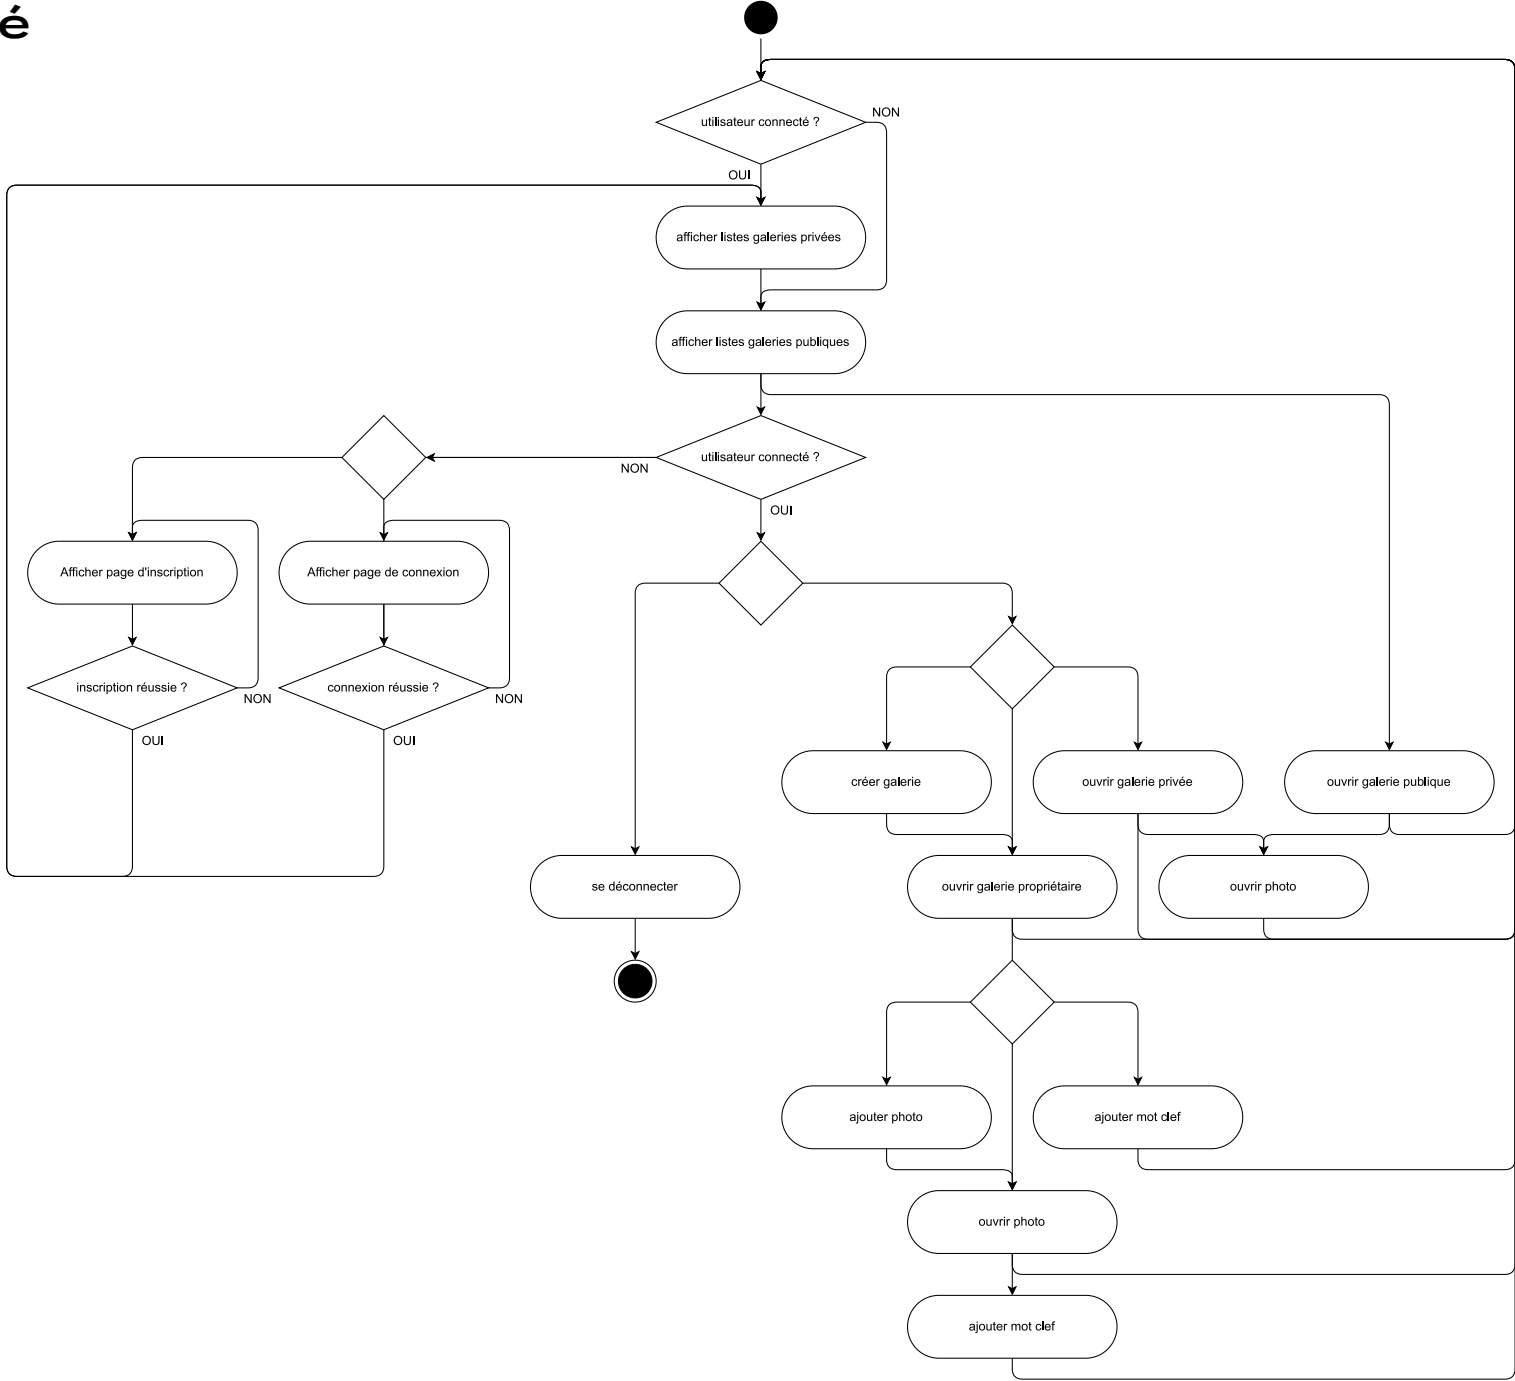 é
utilisateur connecté ?
NON
OUI
afficher listes galeries privées
afficher listes galeries publiques
utilisateur connecté ?
NON
OUI
Afficher page d'inscription
Afficher page de connexion
inscription réussie ?
NON
connexion réussie ?
NON
OUI
OUI
créer galerie
ouvrir galerie privée
ouvrir galerie publique
se déconnecter
ouvrir galerie propriétaire
ouvrir photo
ajouter photo
ajouter mot clef
ouvrir photo
ajouter mot clef